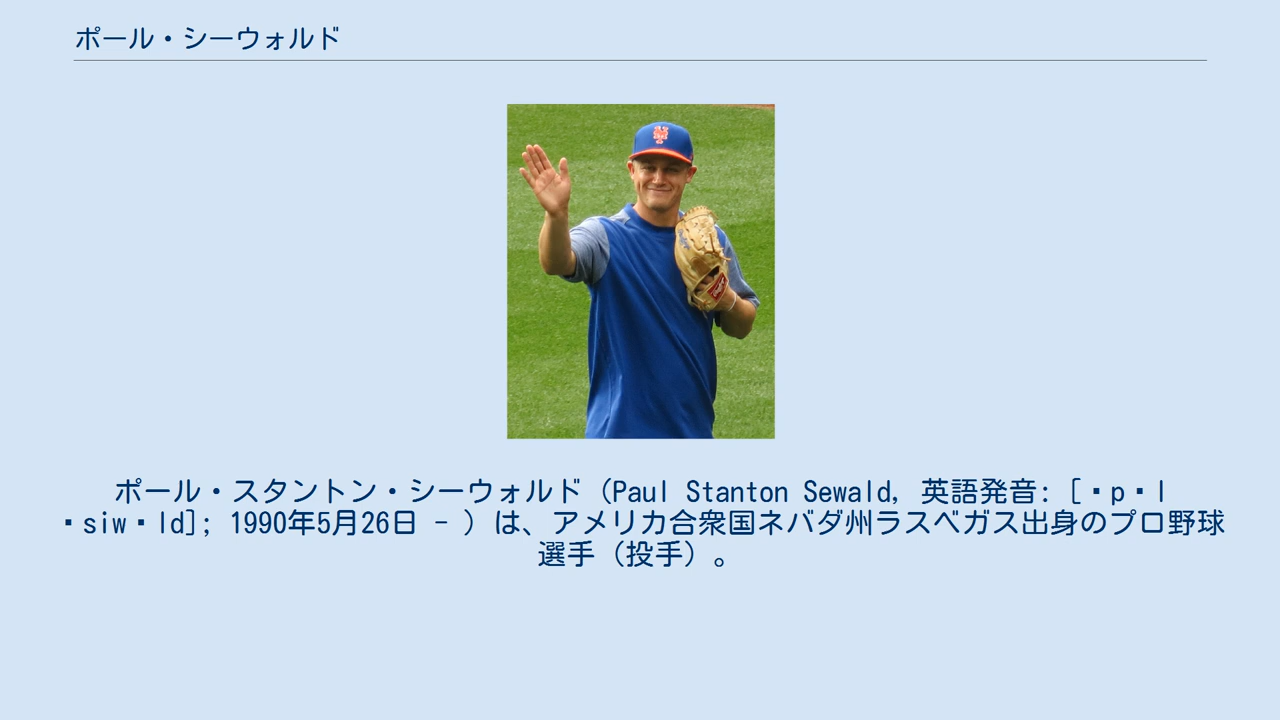 ポール・シーウォルド
ポール・スタントン・シーウォルド（Paul Stanton Sewald, 英語発音: [▪p▪l
▪siw▪ld]; 1990年5月26日 - ）は、アメリカ合衆国ネバダ州ラスベガス出身のプロ野球
選手（投手）。